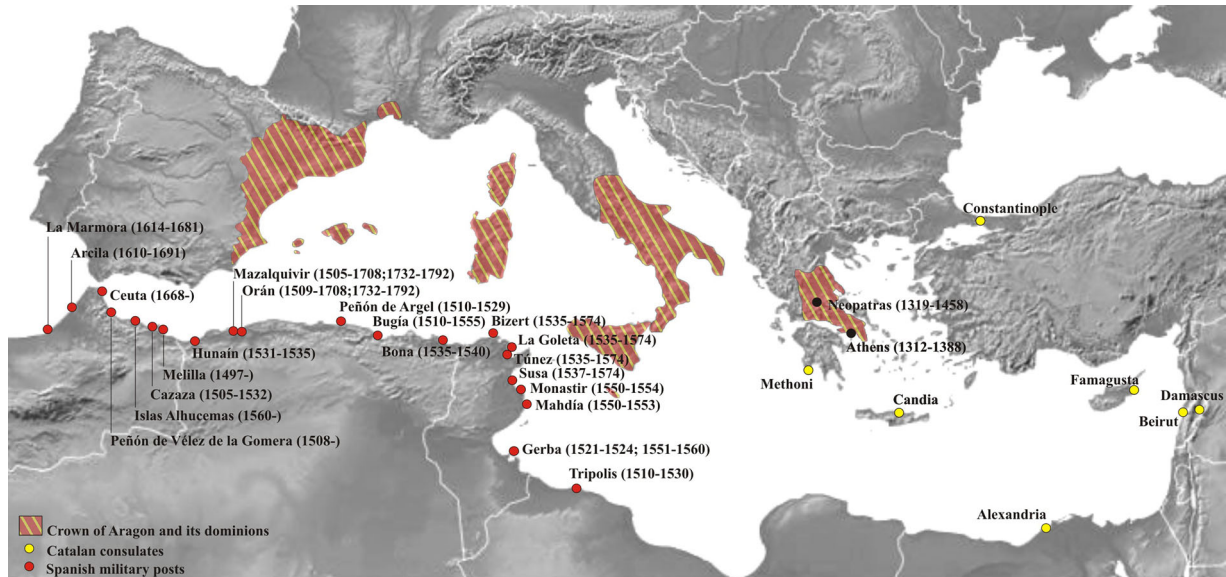 La Marmora (1614-1681)
Arcila (1610-1691)
Ceuta (1668-)
Mazalquivir (1505-1708;1732-1792)
Orán (1509-1708;1732-1792)
Peñón de Argel (1510-1529)
Bugía (1510-1555)
Bizert (1535-1574)
Hunaín (1531-1535)
Bona (1535-1540)
La Goleta (1535-1574)
Túnez (1535-1574)
Melilla (1497-)
Susa (1537-1574)
Cazaza (1505-1532)
Monastir (1550-1554)
Islas Alhucemas (1560-)
Mahdía (1550-1553)
Peñón de Vélez de la Gomera (1508-)
Gerba (1521-1524; 1551-1560)
Tripolis (1510-1530)
Constantinople
Neopatras (1319-1458)
Athens (1312-1388)
Methoni
Candia
Famagusta
Damascus
Beirut
Alexandria
Crown of Aragon and its dominions
Catalan consulates
Spanish military posts